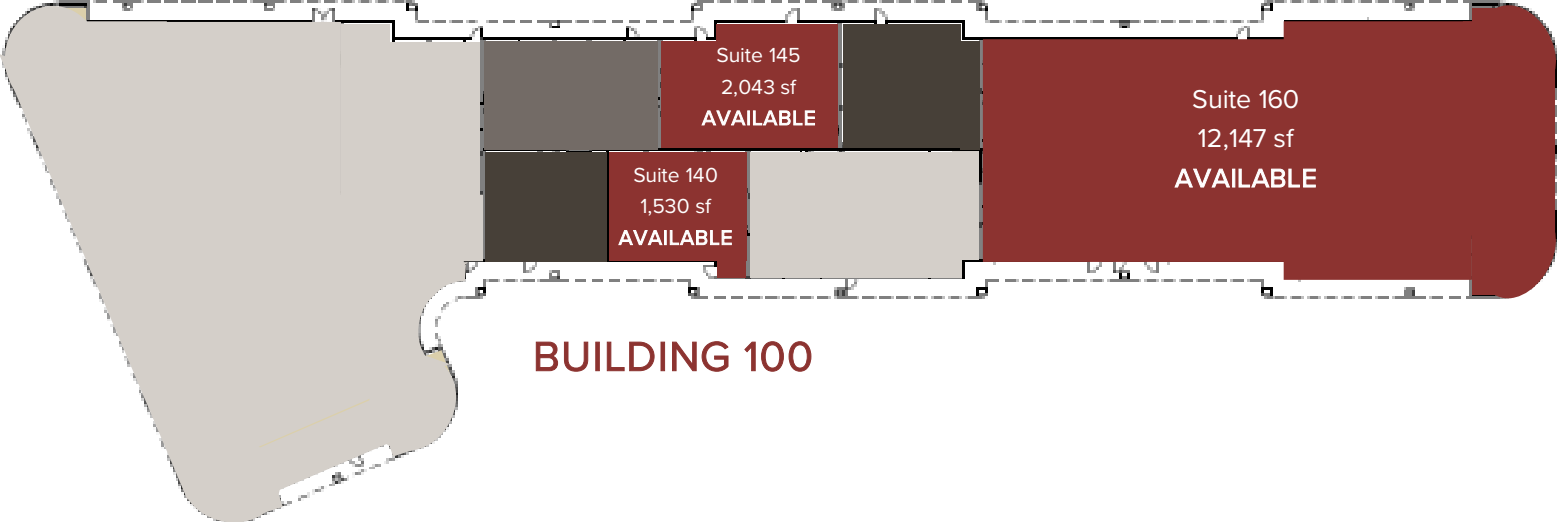 Suite 145
2,043 sf
AVAILABLE
Suite 160
12,147 sf
AVAILABLE
Suite 140
1,530 sf
AVAILABLE
BUILDING 100